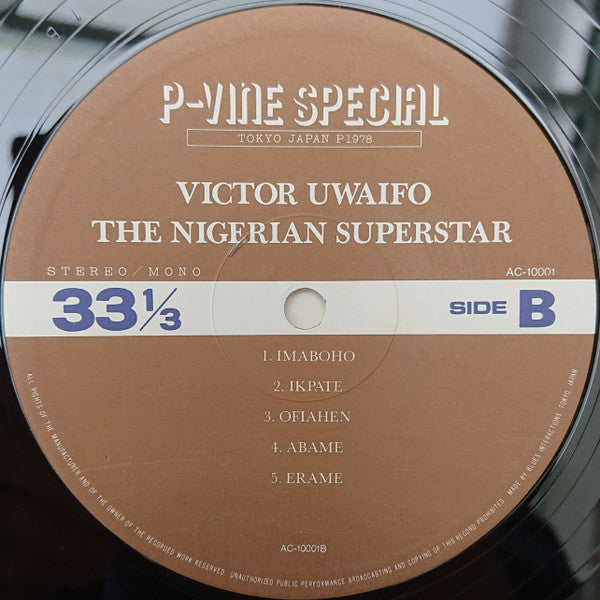 P-VINE SPECIAL
TOKYO JAPAN P1978
VICTOR UWAIFO
THE NIGERIAN SUPERSTAR
STEREO/MONO
AC-10001
33 1/3
SIDE B
1. IMABOHO
2. IKPATE
3. OFIAHEN
4. ABAME
5. ERAME
AC-10001B
ALL RIGHTS OF THE MANUFACTURER AND OF THE OWNER OF THE RECORDED WORK RESERVED. UNAUTHORIZED PUBLIC PERFORMANCE BROADCASTING AND COPYING OF THIS RECORD PROHIBITED. MADE BY BLUES INTERACTIONS, TOKYO, JAPAN